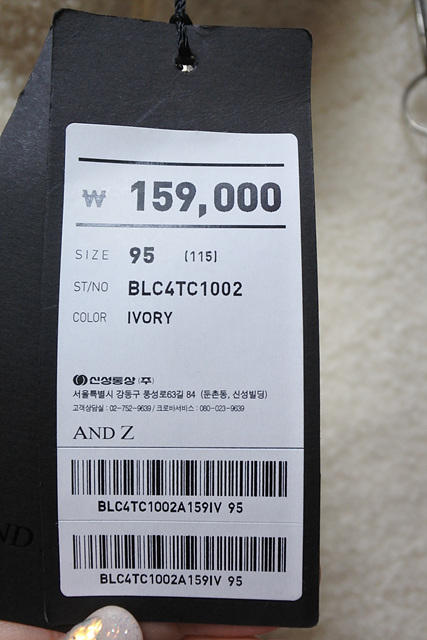 ₩ 159,000
SIZE 95 (115)
ST/NO BLC4TC1002
COLOR IVORY
신성통상 (주)
서울특별시 강동구 풍성로63길 84 (둔촌동, 신성빌딩)
고객상담실 : 02-752-9639 / 크로바서비스 : 080-023-9639
AND Z
BLC4TC1002A159IV 95
BLC4TC1002A159IV 95
ND